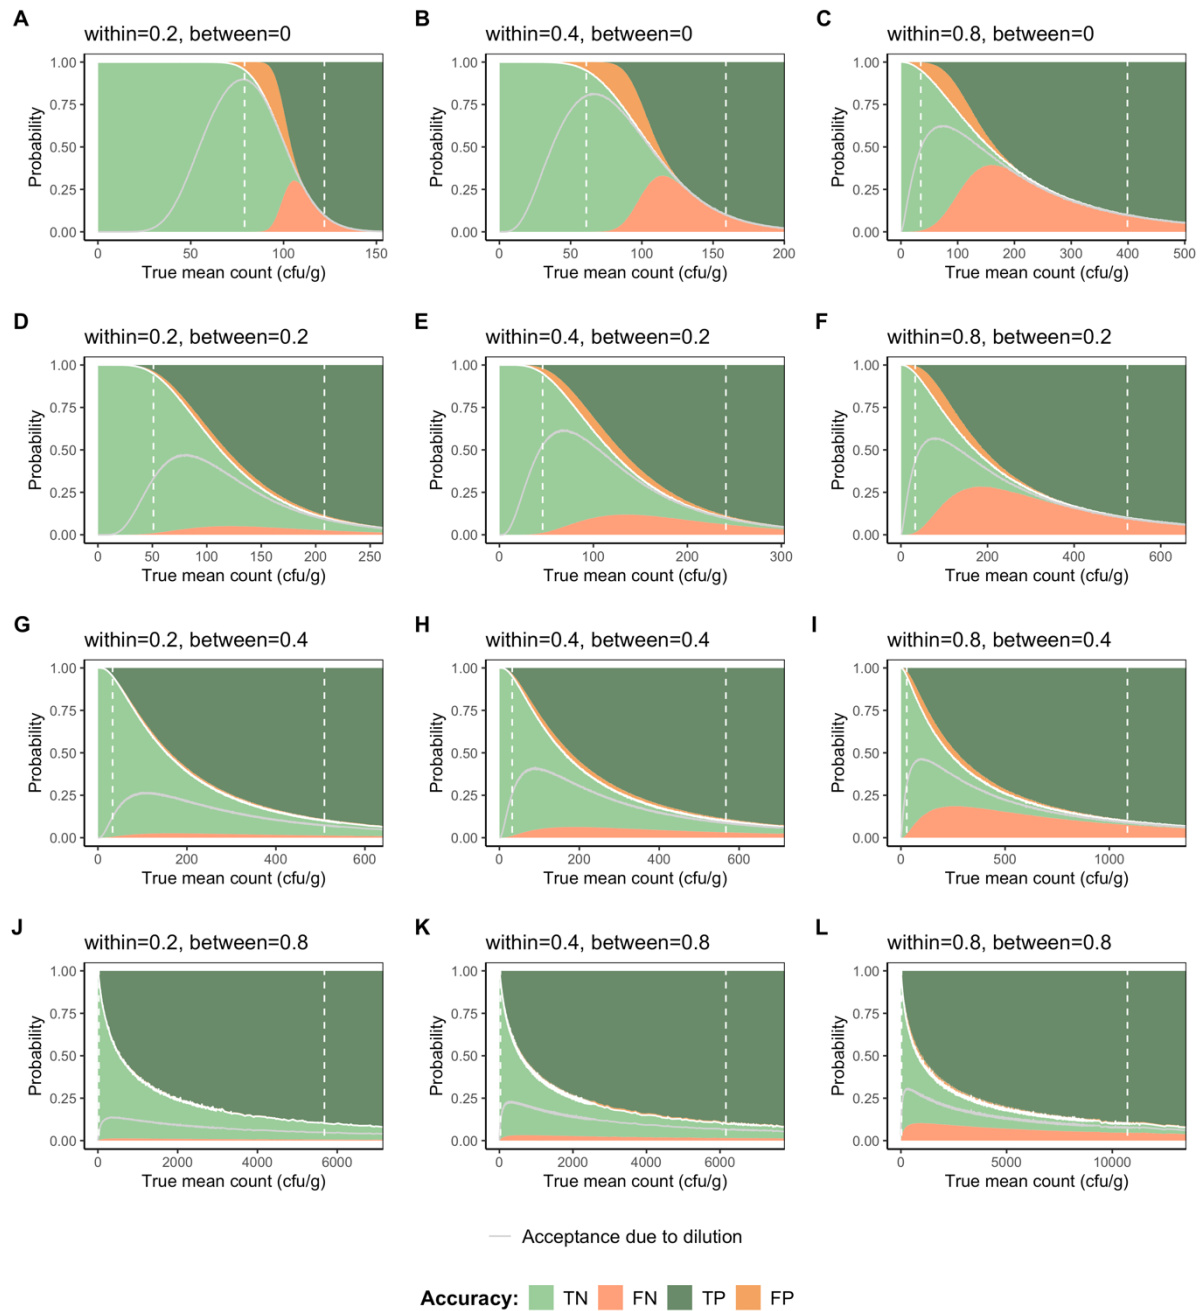 A
within=0.2, between=0
1.00
0.75
0.50
0.25
0.00
Probability
0 50 100 150
True mean count (cfu/g)
B
within=0.4, between=0
1.00
0.75
0.50
0.25
0.00
Probability
0 50 100 150 200
True mean count (cfu/g)
C
within=0.8, between=0
1.00
0.75
0.50
0.25
0.00
Probability
0 100 200 300 400 500
True mean count (cfu/g)
D
within=0.2, between=0.2
1.00
0.75
0.50
0.25
0.00
Probability
0 50 100 150 200 250
True mean count (cfu/g)
E
within=0.4, between=0.2
1.00
0.75
0.50
0.25
0.00
Probability
0 100 200 300
True mean count (cfu/g)
F
within=0.8, between=0.2
1.00
0.75
0.50
0.25
0.00
Probability
0 200 400 600
True mean count (cfu/g)
G
within=0.2, between=0.4
1.00
0.75
0.50
0.25
0.00
Probability
0 200 400 600
True mean count (cfu/g)
H
within=0.4, between=0.4
1.00
0.75
0.50
0.25
0.00
Probability
0 200 400 600
True mean count (cfu/g)
I
within=0.8, between=0.4
1.00
0.75
0.50
0.25
0.00
Probability
0 500 1000
True mean count (cfu/g)
J
within=0.2, between=0.8
1.00
0.75
0.50
0.25
0.00
Probability
0 2000 4000 6000
True mean count (cfu/g)
K
within=0.4, between=0.8
1.00
0.75
0.50
0.25
0.00
Probability
0 2000 4000 6000
True mean count (cfu/g)
L
within=0.8, between=0.8
1.00
0.75
0.50
0.25
0.00
Probability
0 5000 10000
True mean count (cfu/g)
Acceptance due to dilution
Accuracy: TN FN TP FP